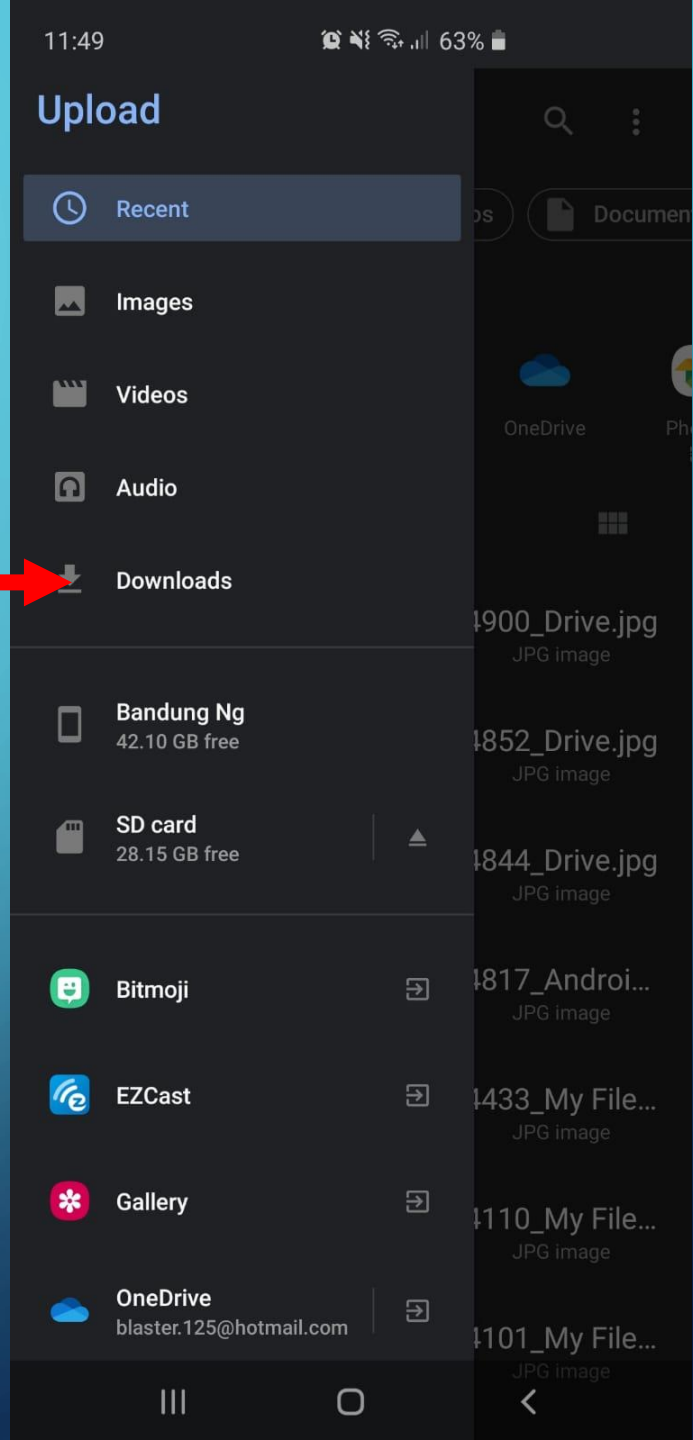 11:49 63%
Upload
Recent
Documen
Images
Videos
OneDrive
Audio
Downloads
4900_Drive.jpg
JPG image
Bandung Ng
42.10 GB free
4852_Drive.jpg
JPG image
SD card
28.15 GB free
4844_Drive.jpg
JPG image
Bitmoji
4817_Androi...
JPG image
EZCast
4433_My File...
JPG image
Gallery
4110_My File...
JPG image
OneDrive
blaster.125@hotmail.com
4101_My File...
JPG image